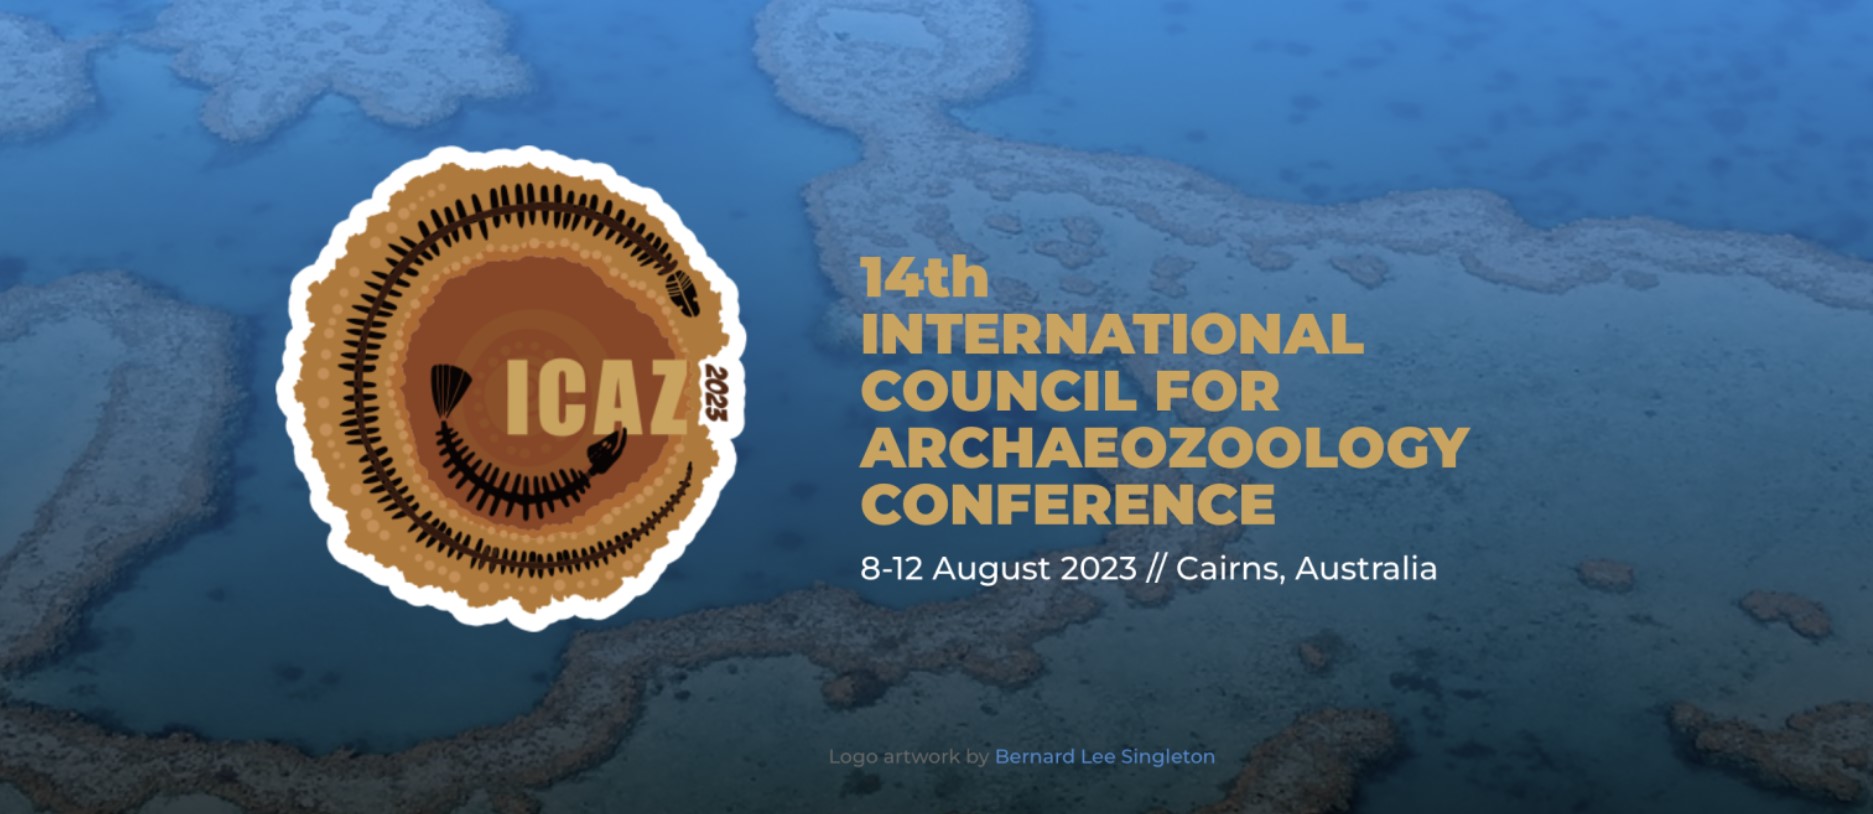 ICAZ
2023
14th
INTERNATIONAL
COUNCIL FOR
ARCHAEOZOOLOGY
CONFERENCE
8-12 August 2023 // Cairns, Australia
Logo artwork by Bernard Lee Singleton